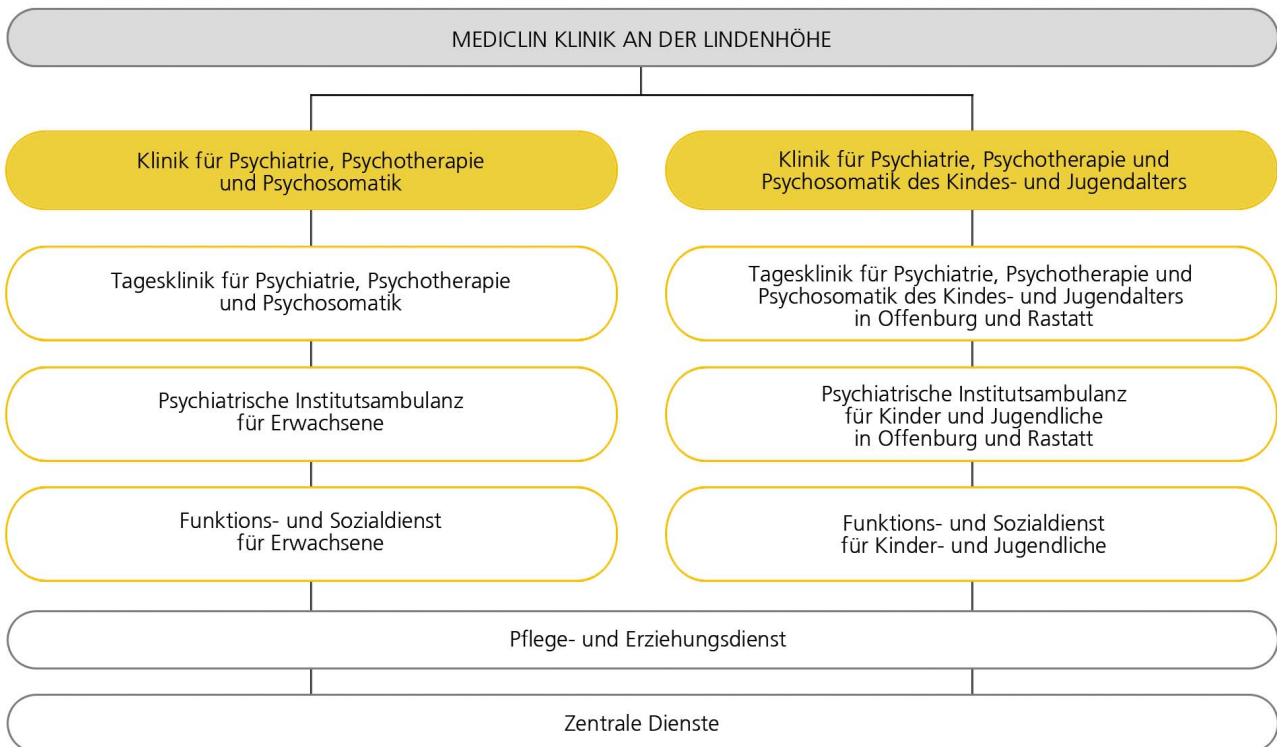 MEDICLIN KLINIK AN DER LINDENHÖHE
Klinik für Psychiatrie, Psychotherapie
und Psychosomatik
Klinik für Psychiatrie, Psychotherapie und
Psychosomatik des Kindes- und Jugendalters
Tagesklinik für Psychiatrie, Psychotherapie
und Psychosomatik
Tagesklinik für Psychiatrie, Psychotherapie und
Psychosomatik des Kindes- und Jugendalters
in Offenburg und Rastatt
Psychiatrische Institutsambulanz
für Erwachsene
Psychiatrische Institutsambulanz
für Kinder und Jugendliche
in Offenburg und Rastatt
Funktions- und Sozialdienst
für Erwachsene
Funktions- und Sozialdienst
für Kinder- und Jugendliche
Pflege- und Erziehungsdienst
Zentrale Dienste